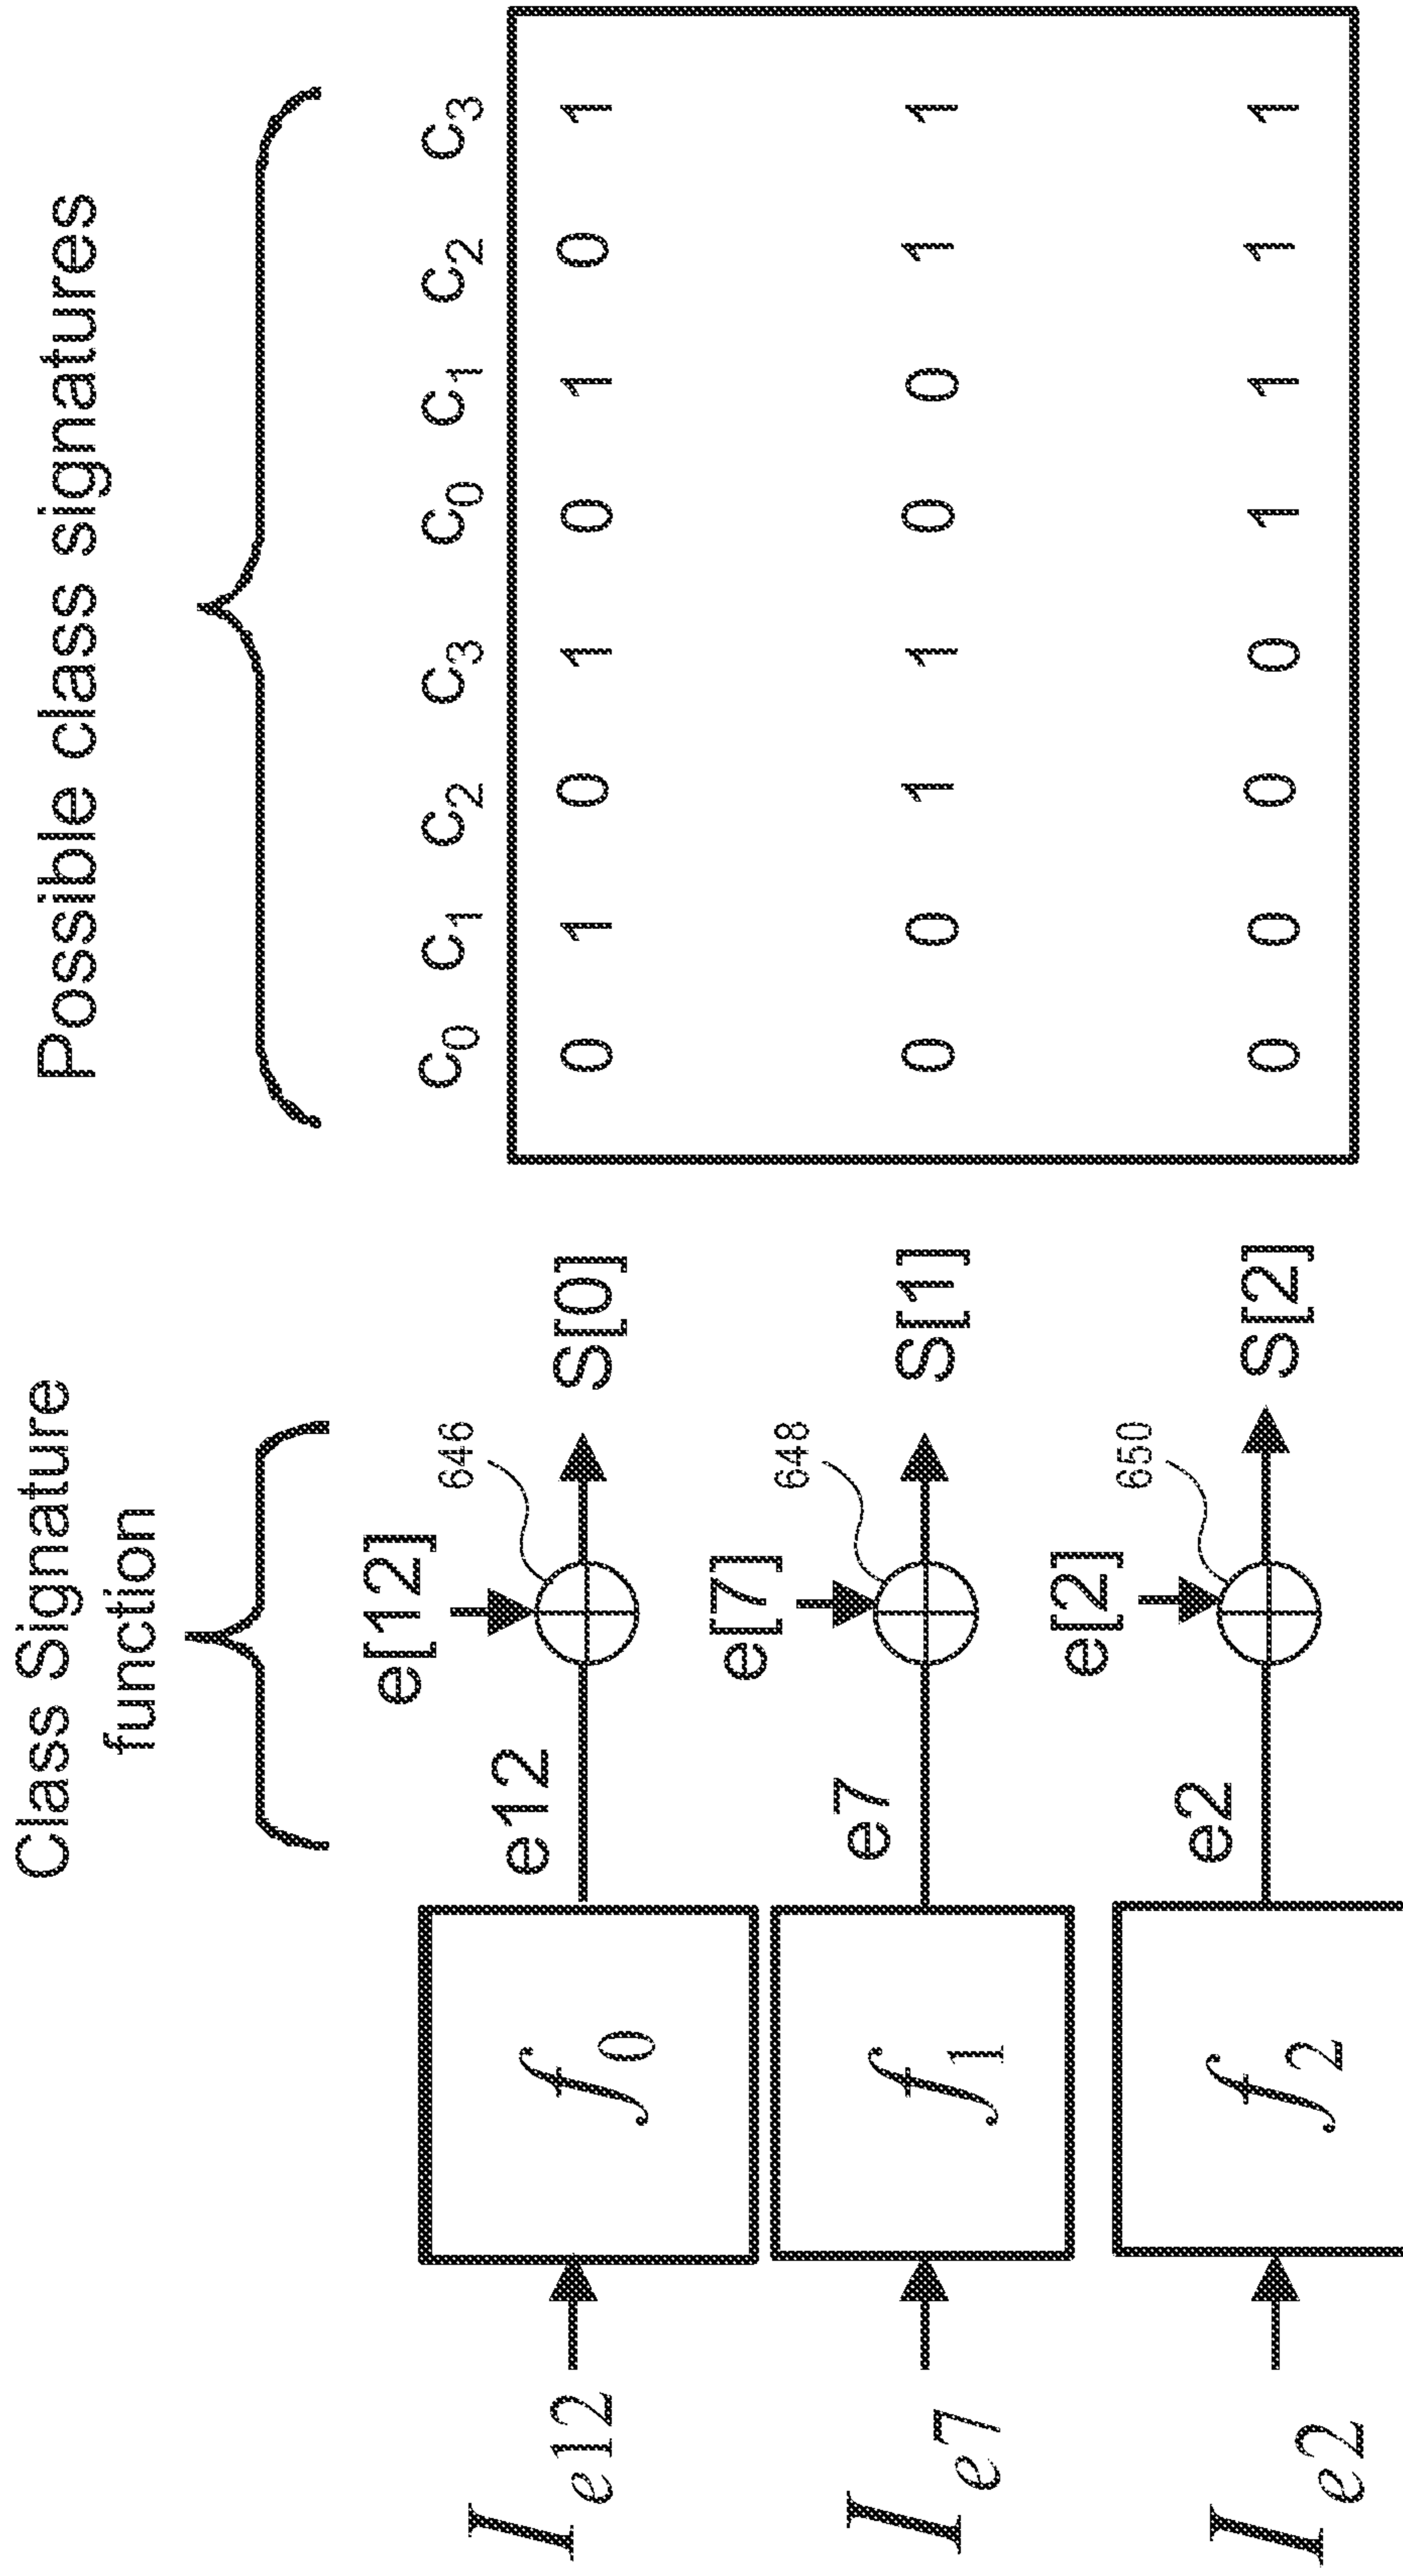 Class Signature
function
Possible class signatures
e[12]
646
c0 c1 c2 c3 c0 c1 c2 c3
Ie12
f0
e12
S[0]
0 1 0 1 0 1 0 1
e[7]
648
Ie7
f1
e7
S[1]
0 0 1 1 0 0 1 1
e[2]
650
Ie2
f2
e2
S[2]
0 0 0 0 1 1 1 1